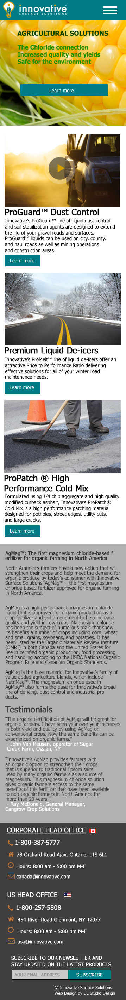 innovative™
SURFACE SOLUTIONS
AGRICULTURAL SOLUTIONS
The Chloride connection
Increased quality and yields
Safe for the environment
Learn more
ProGuard™ Dust Control
Innovative's ProGuard™ line of liquid dust control
and soil stabilization agents are designed to extend
the life of your gravel roads and surfaces.
ProGuard™ liquids can be used on city, county,
and haul roads as well as mining operations
and construction areas.
Learn more
Premium Liquid De-icers
Innovative's ProMelt™ line of liquid de-icers offer an
attractive Price to Performance Ratio delivering
effective solutions for all of your winter road
maintenance needs.
Learn more
ProPatch ® High
Performance Cold Mix
Formulated using 1/4 chip aggregate and high quality
modified cutback asphalt, Innovative's ProPatch®
Cold Mix is a high performance patching material
designed for potholes, street edges, utility cuts,
and large cracks.
Learn more
AgMag™: The first magnesium chloride-based f
ertilizer for organic farming in North America
North America's farmers have a new option that will
strengthen their crops and help meet the demand for
organic produce by today's consumer with Innovative
Surface Solutions' AgMag™ – the first magnesium
chloride-based fertilizer approved for organic farming
in North America.
AgMag is a high performance magnesium chloride
liquid that is approved for organic production as a
crop fertilizer and soil amendment to help increase
quality and yield in row crops. Magnesium chloride
has been the subject of numerous trials that show
its benefits a number of crops including corn, wheat
and small grains, soybeans, and potatoes. It has
been listed by the Organic Materials Review Institute
(OMRI) in both Canada and the United States for
use in certified organic production, food processing
and handling according to the USDA National Organic
Program Rule and Canadian Organic Standards.
AgMag is the base material for Innovative's family of
value added agriculture blends, which include
NutriMag™. The magnesium chloride used in
AgMag™ also forms the base for Innovative's broad
line of de-icing, dust control and industrial pro
ducts.
Testimonials
"The organic certification of AgMag will be great for
organic farmers. I have seen year-over-year increases
in both yield and quality by using AgMag on
conventional crops. Now the same benefits can be
experienced on organic farms."
- John Van Heusen, operator of Sugar
Creek Farm, Ossian, NY
"Innovative's AgMag provides farmers with
an organic option to strengthen their crops
that is superior to traditional Epsom salts
used by many organic farmers as a source of
magnesium. This magnesium chloride solution
gives organic farmers access to the same
benefits of this fertilizer that have been available
to non-organic farmers in North America for
more than 20 years."
- Ray McDonald, General Manager,
Cangrow Crop Solutions
CORPORATE HEAD OFFICE
1-800-387-5777
78 Orchard Road Ajax, Ontario, L1S 6L1
Hours: 8:00 am - 5:00 pm M-F
canada@innovative.com
US HEAD OFFICE
1-800-257-5808
454 River Road Glenmont, NY 12077
Hours: 8:00 am - 5:00 pm M-F
usa@innovative.com
SUBSCRIBE TO OUR NEWSLETTER AND
STAY UPDATED ON THE LATEST PRODUCTS
YOUR EMAIL ADDRESS SUBSCRIBE
© Innovative Surface Solutions
Web Design by DL Studio Design